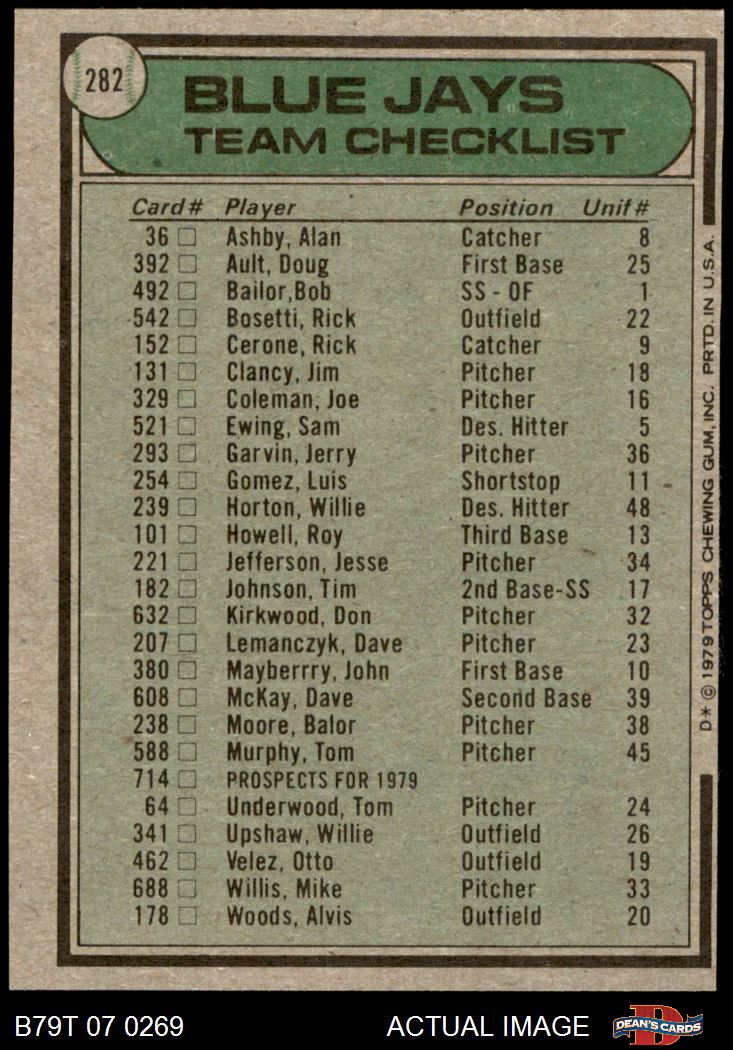 282
BLUE JAYS
TEAM CHECKLIST
Card# Player Position Unif#
36 Ashby, Alan Catcher 8
392 Ault, Doug First Base 25
492 Bailor,Bob SS - OF 1
542 Bosetti, Rick Outfield 22
152 Cerone, Rick Catcher 9
131 Clancy, Jim Pitcher 18
329 Coleman, Joe Pitcher 16
521 Ewing, Sam Des. Hitter 5
293 Garvin, Jerry Pitcher 36
254 Gomez, Luis Shortstop 11
239 Horton, Willie Des. Hitter 48
101 Howell, Roy Third Base 13
221 Jefferson, Jesse Pitcher 34
182 Johnson, Tim 2nd Base-SS 17
632 Kirkwood, Don Pitcher 32
207 Lemanczyk, Dave Pitcher 23
380 Mayberrry, John First Base 10
608 McKay, Dave Second Base 39
238 Moore, Balor Pitcher 38
588 Murphy, Tom Pitcher 45
714 PROSPECTS FOR 1979
64 Underwood, Tom Pitcher 24
341 Upshaw, Willie Outfield 26
462 Velez, Otto Outfield 19
688 Willis, Mike Pitcher 33
178 Woods, Alvis Outfield 20
D* © 1979 TOPPS CHEWING GUM, INC. PRTD. IN U.S.A.
B79T 07 0269 ACTUAL IMAGE D DEAN'S CARDS